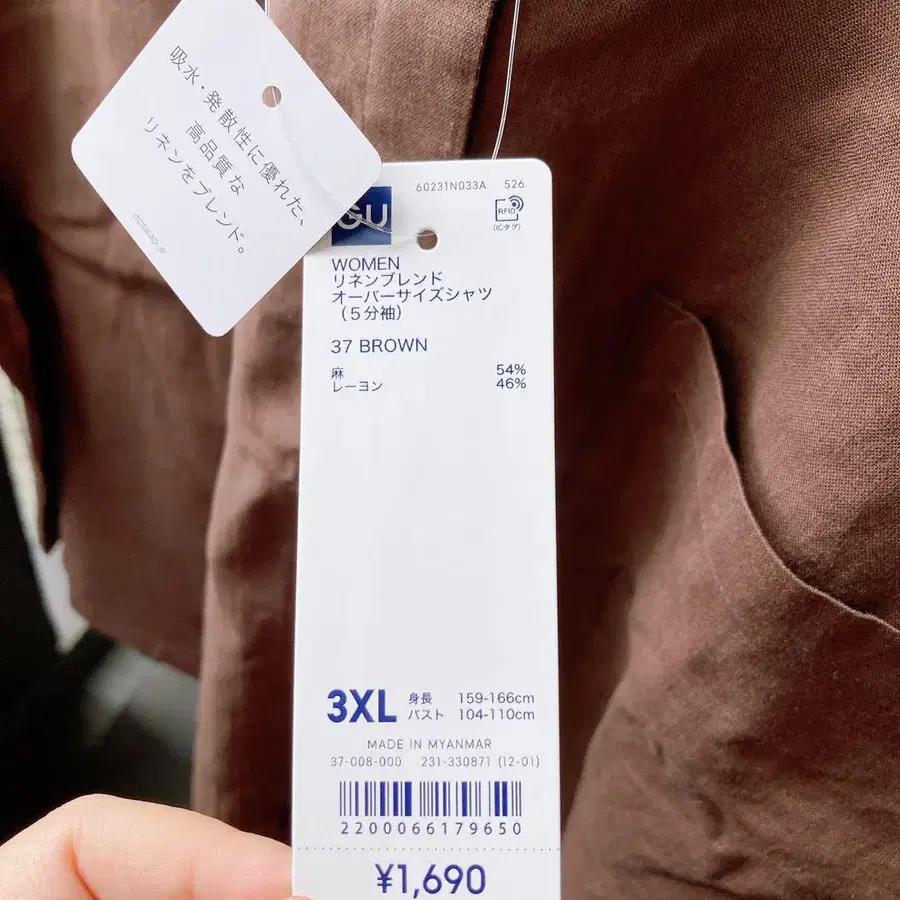 吸水・発散性に優れた、
高品質な
リネンをブレンド。
GU
60231N033A 526
RFID
(ICタグ)
WOMEN
リネンブレンド
オーバーサイズシャツ
(5分袖)
37 BROWN
麻 54%
レーヨン 46%
3XL
身長 159-166cm
バスト 104-110cm
MADE IN MYANMAR
37-008-000 231-330871 (12-01)
2200066179650
¥1,690